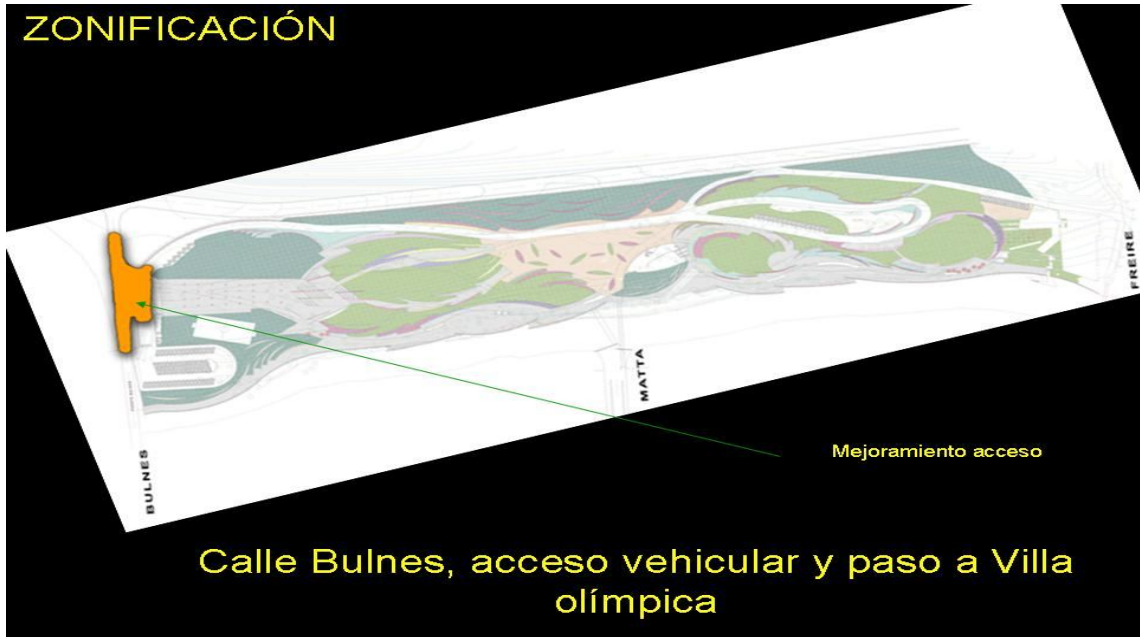 ZONIFICACIÓN
FREIRE
MATTA
BULNES
Mejoramiento acceso
Calle Bulnes, acceso vehicular y paso a Villa
olímpica